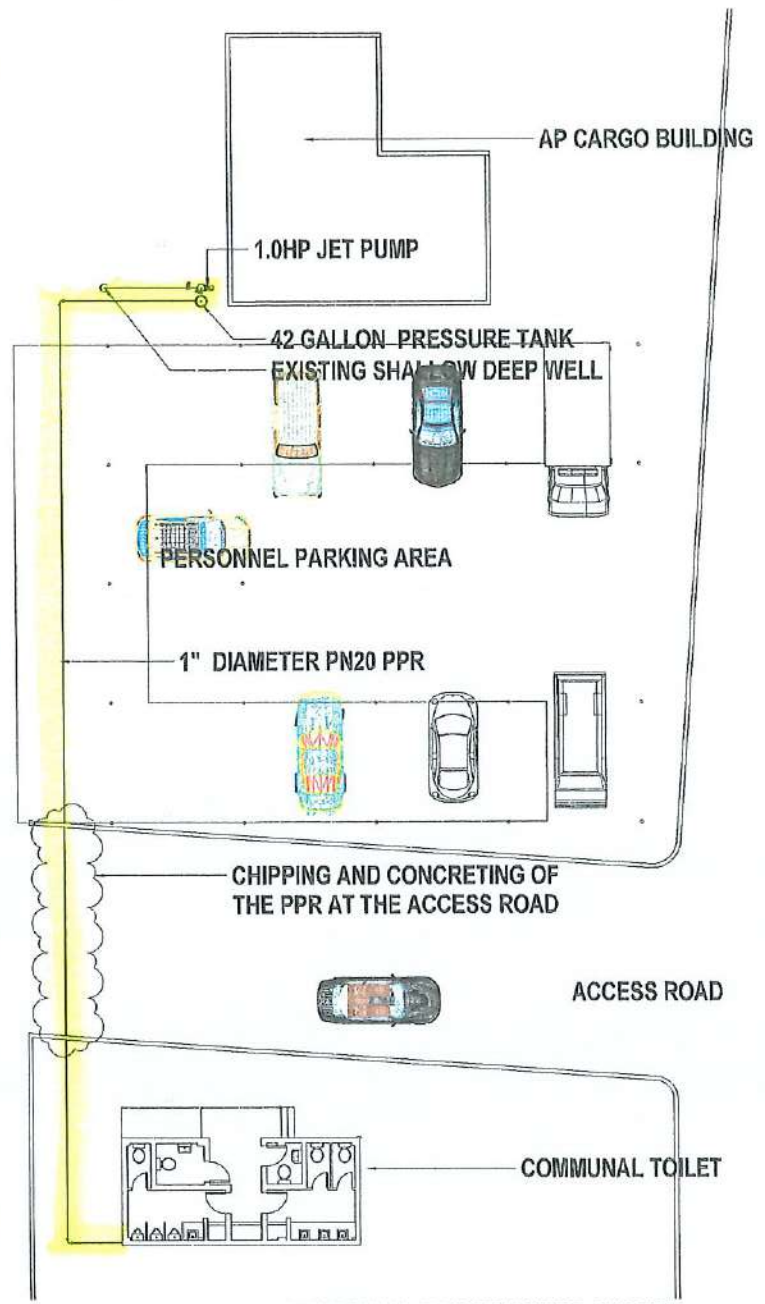 AP CARGO BUILDING
1.0HP JET PUMP
42 GALLON PRESSURE TANK
EXISTING SHALLOW DEEP WELL
PERSONNEL PARKING AREA
1" DIAMETER PN20 PPR
CHIPPING AND CONCRETING OF
THE PPR AT THE ACCESS ROAD
ACCESS ROAD
COMMUNAL TOILET